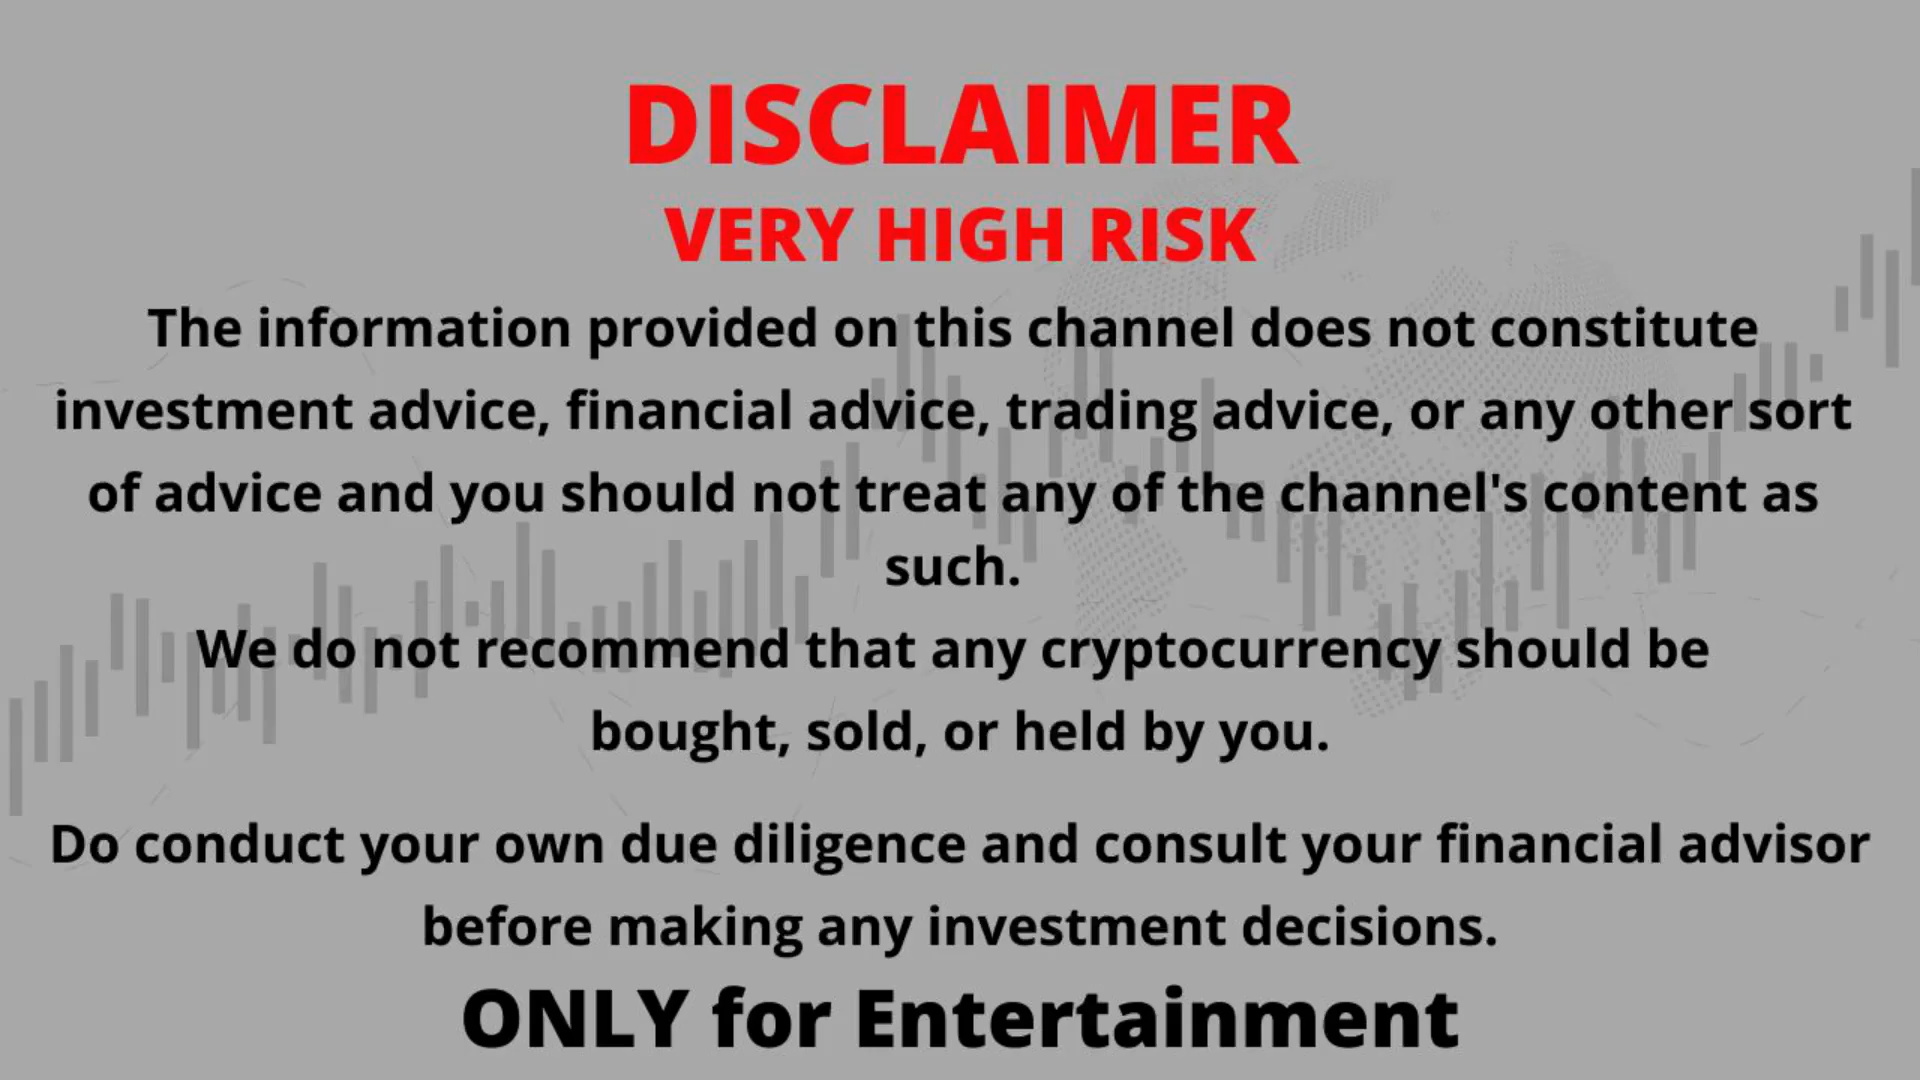 DISCLAIMER
VERY HIGH RISK
The information provided on this channel does not constitute
investment advice, financial advice, trading advice, or any other sort
of advice and you should not treat any of the channel's content as
such.
We do not recommend that any cryptocurrency should be
bought, sold, or held by you.
Do conduct your own due diligence and consult your financial advisor
before making any investment decisions.
ONLY for Entertainment